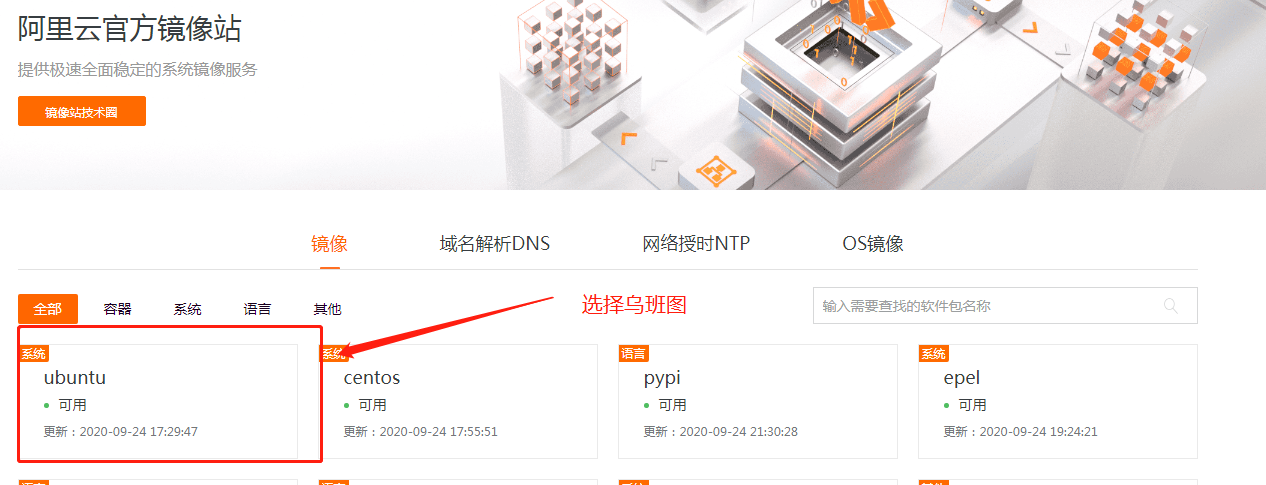 阿里云官方镜像站
提供极速全面稳定的系统镜像服务
镜像站技术圈
镜像 域名解析DNS 网络授时NTP OS镜像
全部 容器 系统 语言 其他 选择乌班图 输入需要查找的软件包名称
系统 系统 语言 系统
ubuntu centos pypi epel
可用 可用 可用 可用
更新：2020-09-24 17:29:47 更新：2020-09-24 17:55:51 更新：2020-09-24 21:30:28 更新：2020-09-24 19:24:21